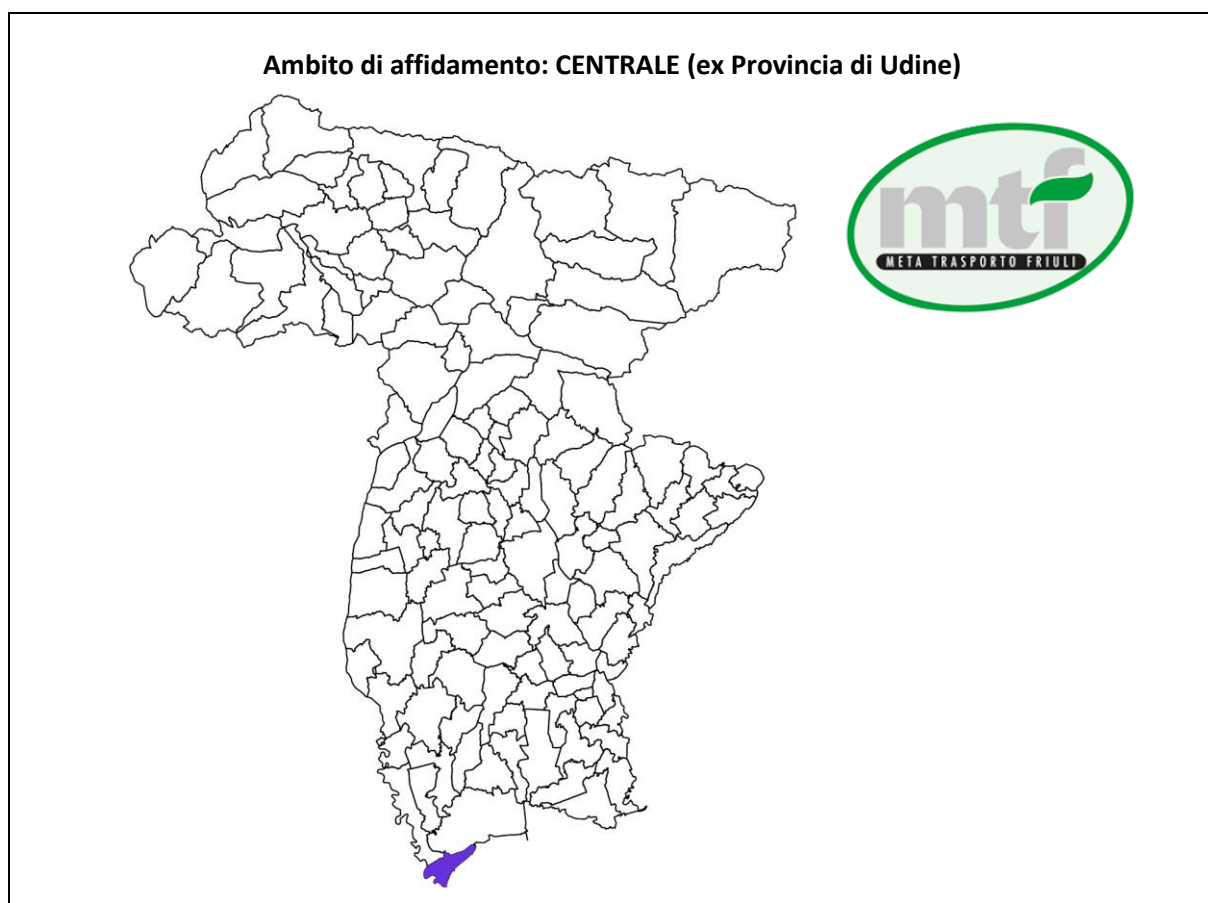 Ambito di affidamento: CENTRALE (ex Provincia di Udine)
mtf
META TRASPORTO FRIULI